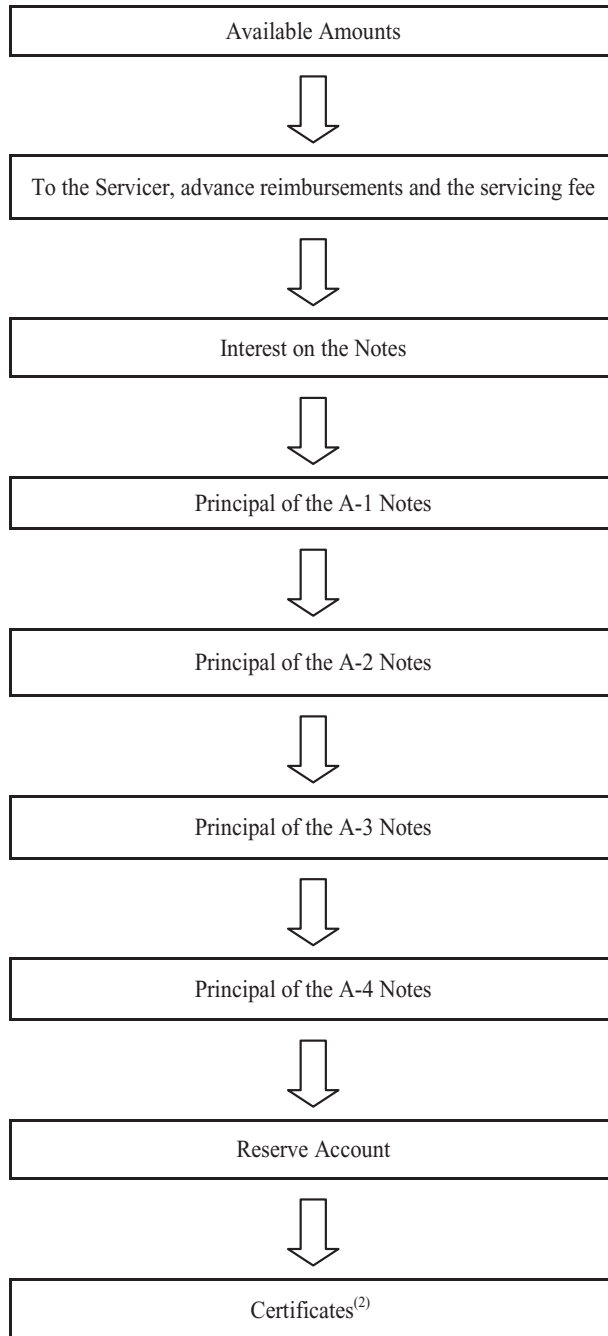 Available Amounts
To the Servicer, advance reimbursements and the servicing fee
Interest on the Notes
Principal of the A-1 Notes
Principal of the A-2 Notes
Principal of the A-3 Notes
Principal of the A-4 Notes
Reserve Account
Certificates(2)